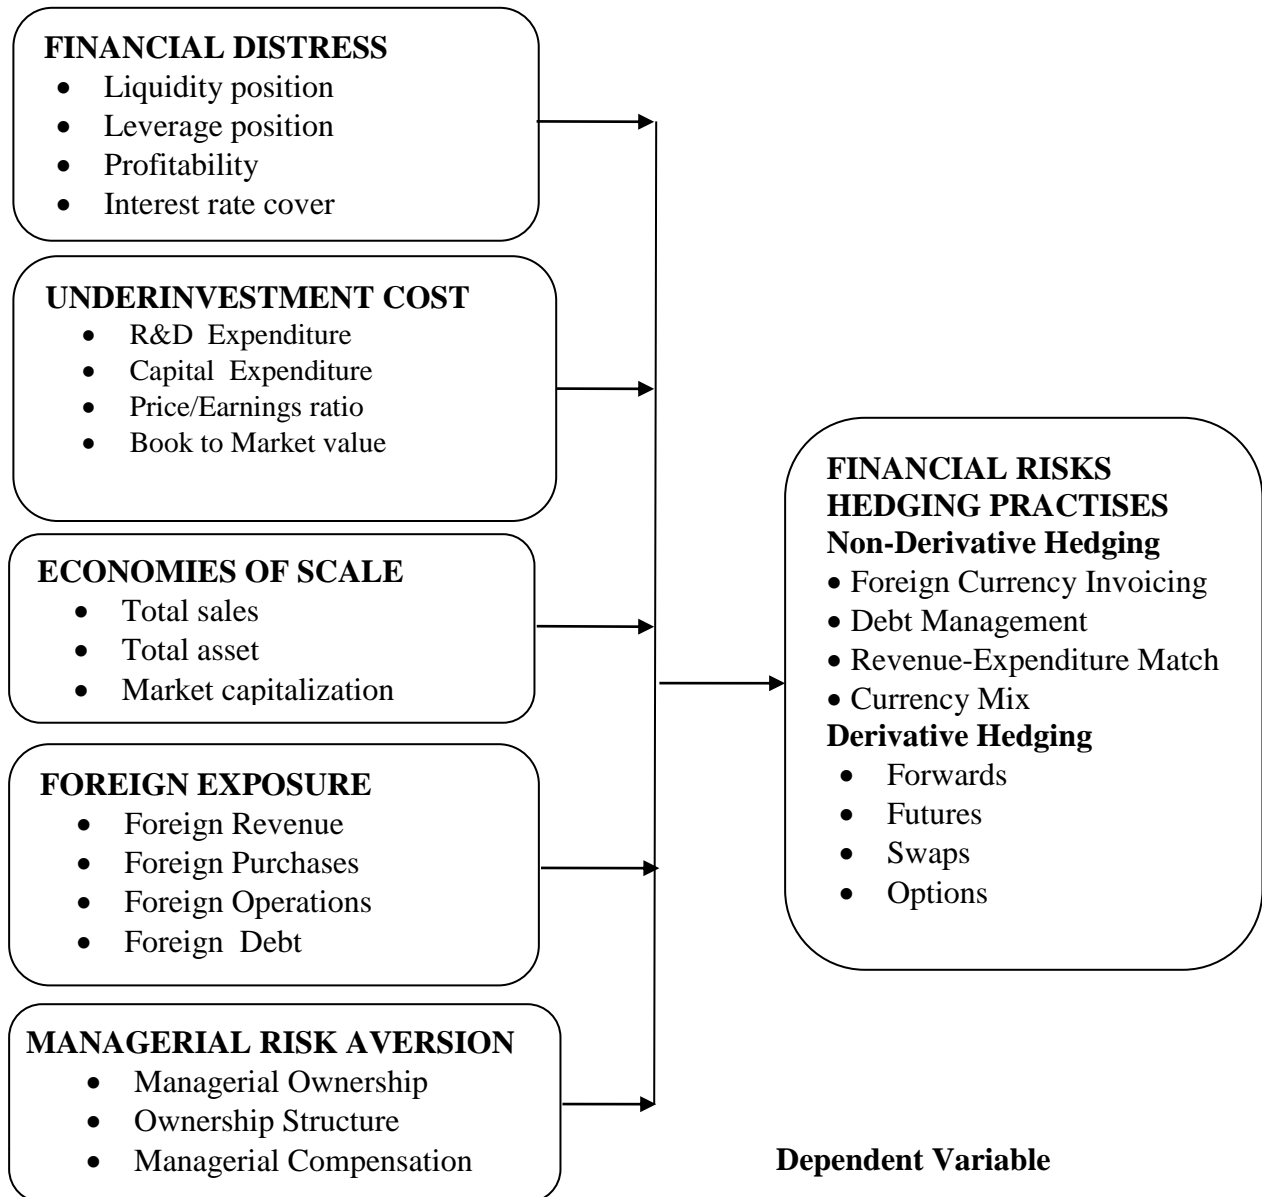 FINANCIAL DISTRESS
• Liquidity position
• Leverage position
• Profitability
• Interest rate cover
UNDERINVESTMENT COST
• R&D Expenditure
• Capital Expenditure
• Price/Earnings ratio
• Book to Market value
ECONOMIES OF SCALE
• Total sales
• Total asset
• Market capitalization
FOREIGN EXPOSURE
• Foreign Revenue
• Foreign Purchases
• Foreign Operations
• Foreign Debt
MANAGERIAL RISK AVERSION
• Managerial Ownership
• Ownership Structure
• Managerial Compensation
FINANCIAL RISKS
HEDGING PRACTISES
Non-Derivative Hedging
• Foreign Currency Invoicing
• Debt Management
• Revenue-Expenditure Match
• Currency Mix
Derivative Hedging
• Forwards
• Futures
• Swaps
• Options
Dependent Variable